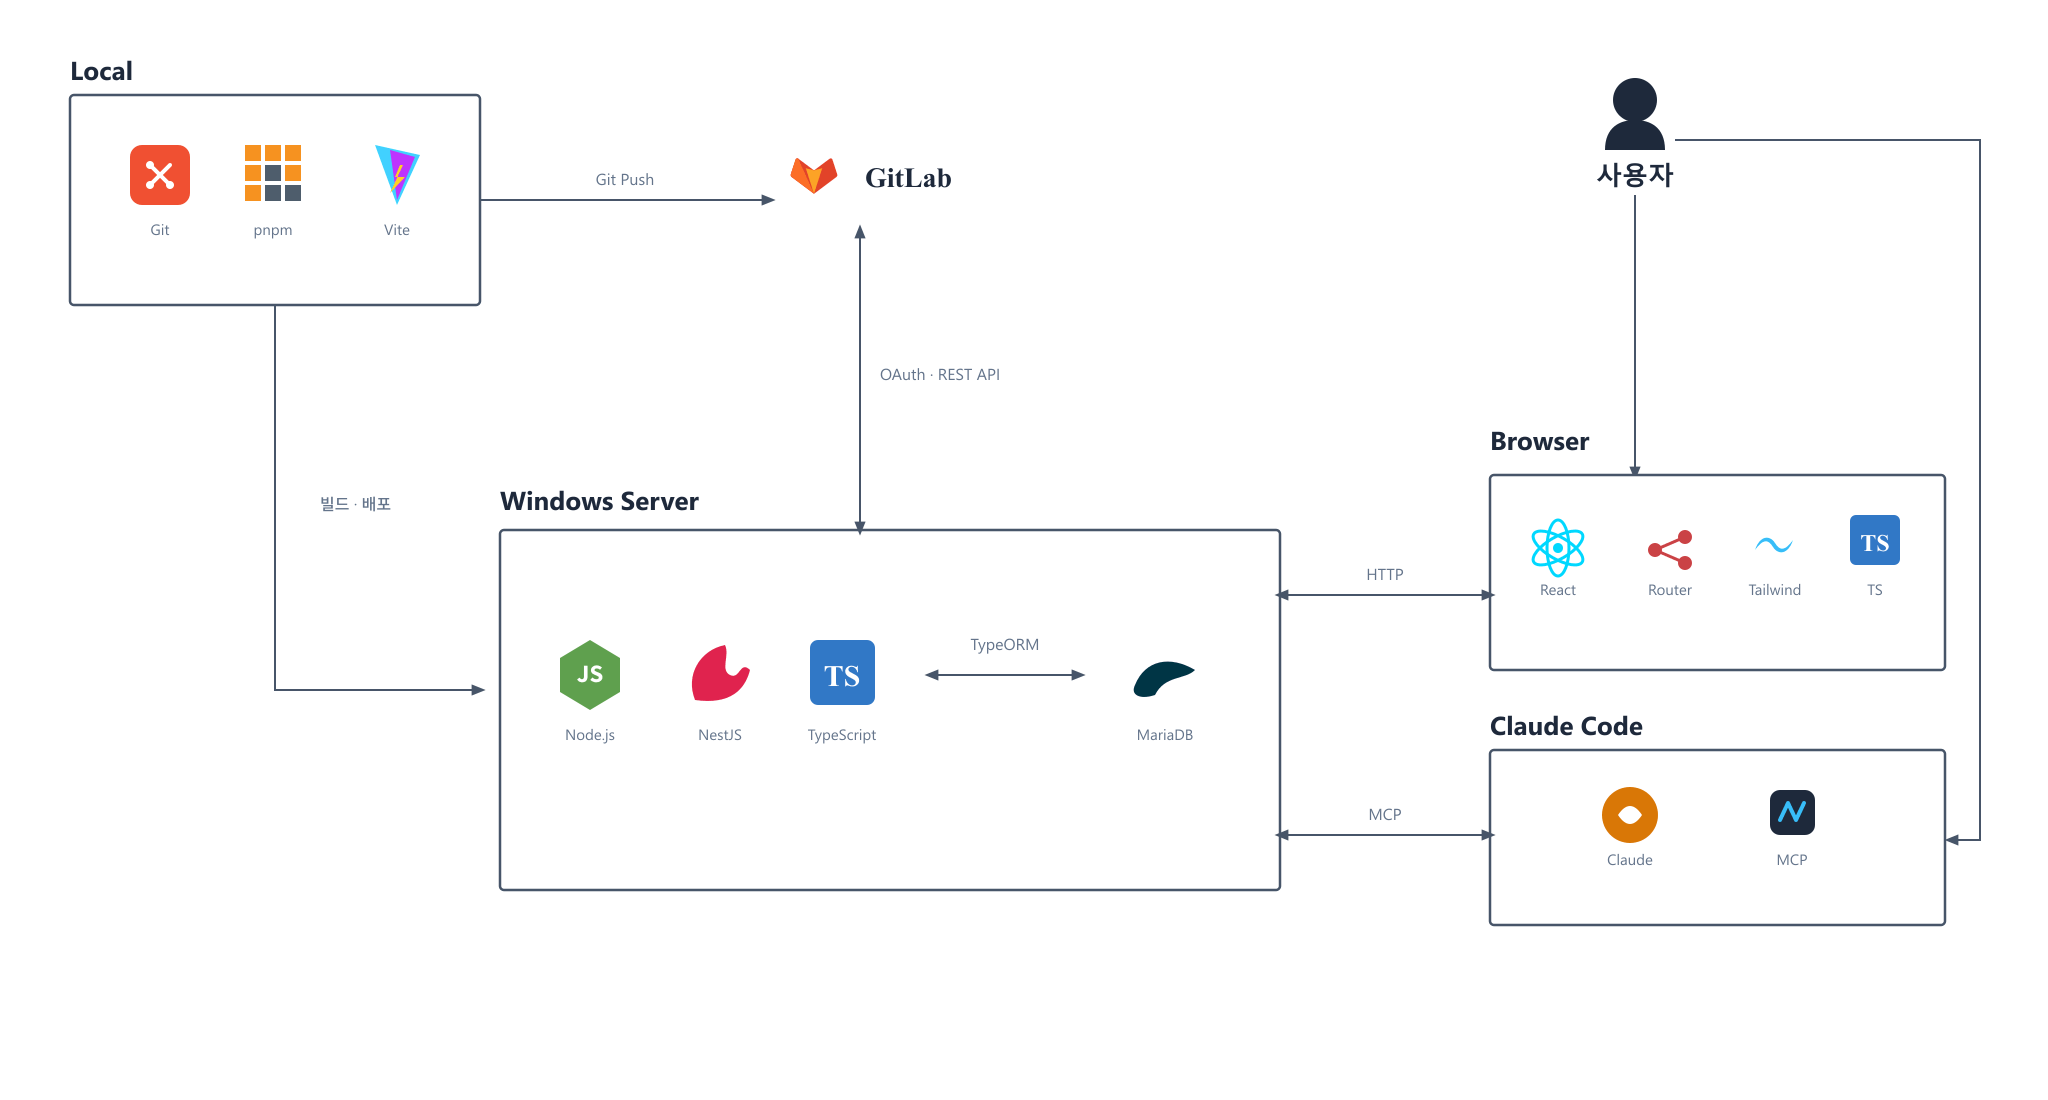 Local
Git
pnpm
Vite
Git Push
GitLab
사용자
OAuth · REST API
빌드 · 배포
Windows Server
JS
Node.js
NestJS
TS
TypeScript
TypeORM
MariaDB
HTTP
Browser
React
Router
Tailwind
TS
TS
MCP
Claude Code
Claude
MCP